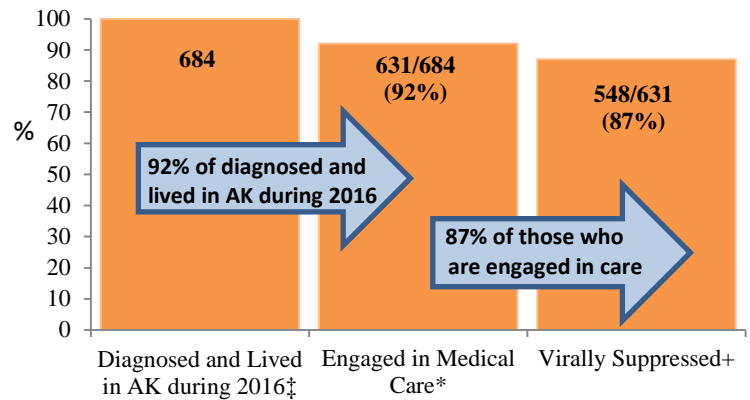 100
90
80
70
60
50
40
30
20
10
0
%
684
631/684
(92%)
548/631
(87%)
92% of diagnosed and
lived in AK during 2016
87% of those who
are engaged in care
Diagnosed and Lived
in AK during 2016‡
Engaged in Medical
Care*
Virally Suppressed+